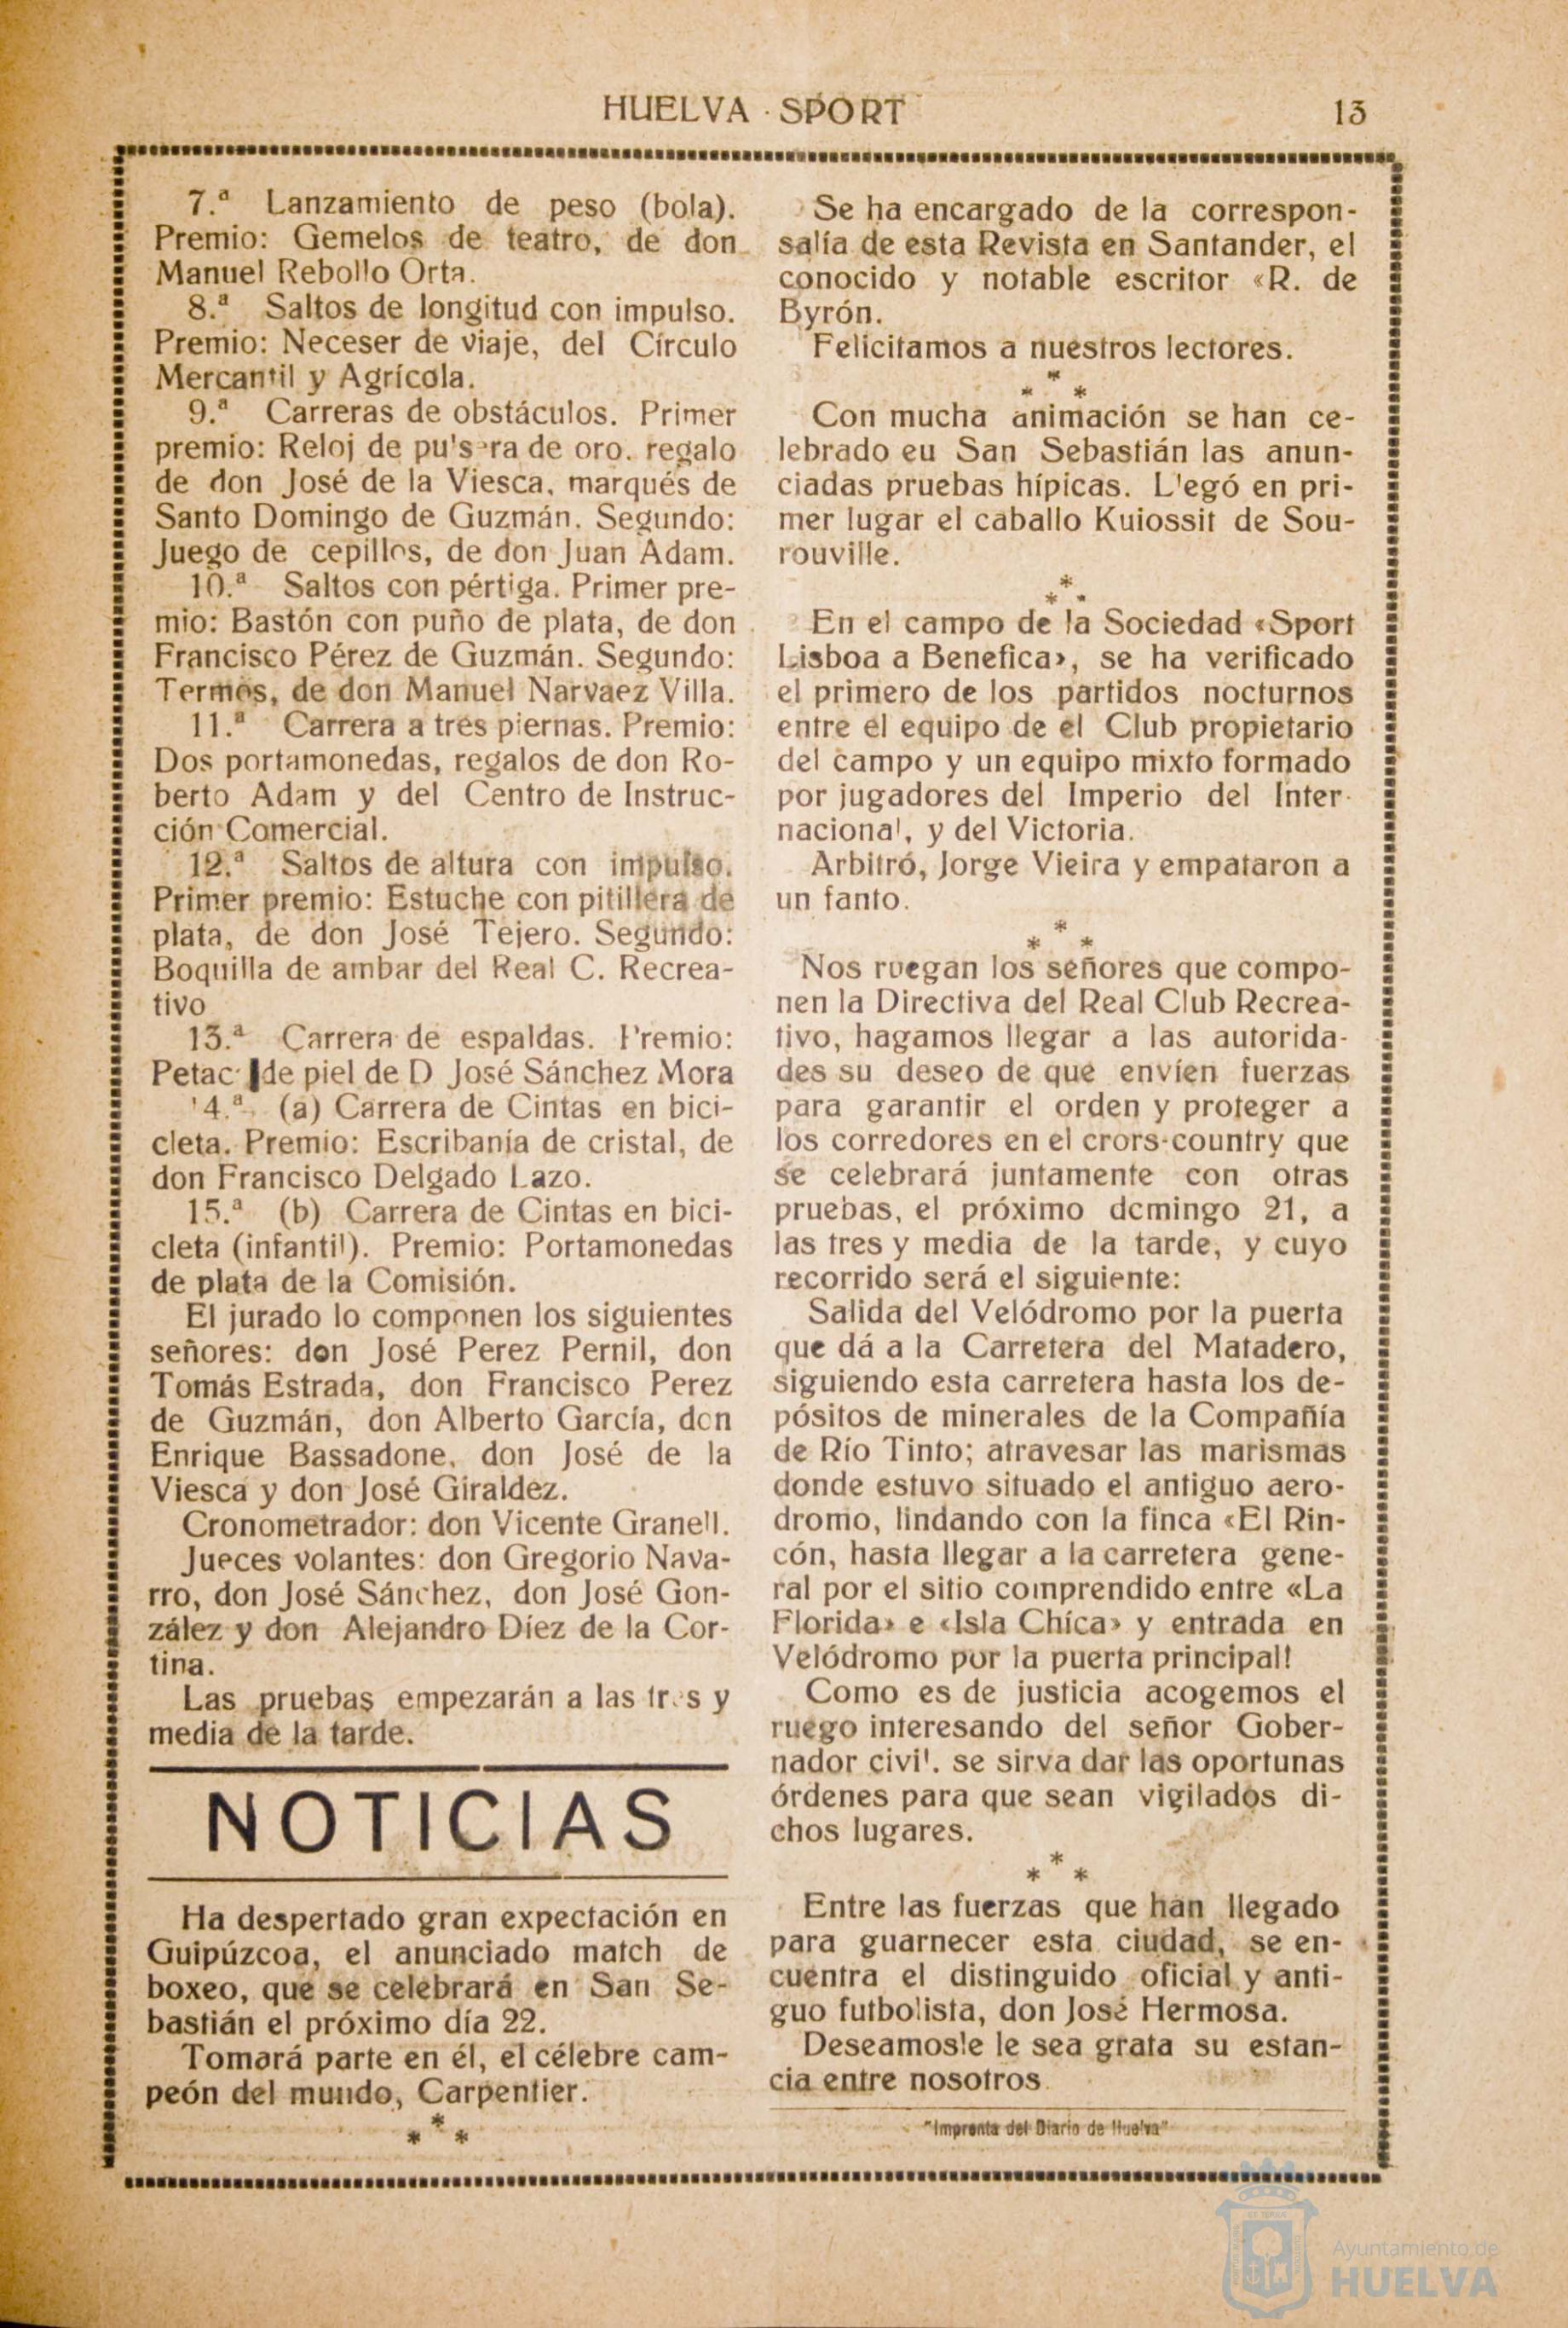 HUELVA · SPORT
13
7.ª Lanzamiento de peso (bola).
Premio: Gemelos de teatro, de don
Manuel Rebollo Orta.
8.ª Saltos de longitud con impulso.
Premio: Neceser de viaje, del Círculo
Mercantil y Agrícola.
9.ª Carreras de obstáculos. Primer
premio: Reloj de pulsera de oro. regalo
de don José de la Viesca, marqués de
Santo Domingo de Guzmán. Segundo:
Juego de cepillos, de don Juan Adam.
10.ª Saltos con pértiga. Primer pre-
mio: Bastón con puño de plata, de don
Francisco Pérez de Guzmán. Segundo:
Termos, de don Manuel Narvaez Villa.
11.ª Carrera a tres piernas. Premio:
Dos portamonedas, regalos de don Ro-
berto Adam y del Centro de Instruc-
ción Comercial.
12.ª Saltos de altura con impulso.
Primer premio: Estuche con pitillera de
plata, de don José Tejero. Segundo:
Boquilla de ambar del Real C. Recrea-
tivo
13.ª Carrera de espaldas. Premio:
Petac de piel de D José Sánchez Mora
14.ª (a) Carrera de Cintas en bici-
cleta. Premio: Escribanía de cristal, de
don Francisco Delgado Lazo.
15.ª (b) Carrera de Cintas en bici-
cleta (infantil). Premio: Portamonedas
de plata de la Comisión.
El jurado lo componen los siguientes
señores: don José Perez Pernil, don
Tomás Estrada, don Francisco Perez
de Guzmán, don Alberto García, don
Enrique Bassadone, don José de la
Viesca y don José Giraldez.
Cronometrador: don Vicente Granell.
Jueces volantes: don Gregorio Nava-
rro, don José Sánchez, don José Gon-
zález y don Alejandro Díez de la Cor-
tina.
Las pruebas empezarán a las tres y
media de la tarde.
NOTICIAS
Ha despertado gran expectación en
Guipúzcoa, el anunciado match de
boxeo, que se celebrará en San Se-
bastián el próximo día 22.
Tomará parte en él, el célebre cam-
peón del mundo, Carpentier.
* * *
Se ha encargado de la correspon-
salía de esta Revista en Santander, el
conocido y notable escritor «R. de
Byrón.
Felicitamos a nuestros lectores.
* * *
Con mucha animación se han ce-
lebrado eu San Sebastián las anun-
ciadas pruebas hípicas. Llegó en pri-
mer lugar el caballo Kuiossit de Sou-
rouville.
* * *
En el campo de la Sociedad «Sport
Lisboa a Benefica», se ha verificado
el primero de los partidos nocturnos
entre el equipo de el Club propietario
del campo y un equipo mixto formado
por jugadores del Imperio del Inter-
nacional, y del Victoria.
Arbitró, Jorge Vieira y empataron a
un tanto.
* * *
Nos ruegan los señores que compo-
nen la Directiva del Real Club Recrea-
tivo, hagamos llegar a las autorida-
des su deseo de que envíen fuerzas
para garantir el orden y proteger a
los corredores en el crors-country que
se celebrará juntamente con otras
pruebas, el próximo domingo 21, a
las tres y media de la tarde, y cuyo
recorrido será el siguiente:
Salida del Velódromo por la puerta
que dá a la Carretera del Matadero,
siguiendo esta carretera hasta los de-
pósitos de minerales de la Compañía
de Río Tinto; atravesar las marismas
donde estuvo situado el antiguo aero-
dromo, lindando con la finca «El Rin-
cón, hasta llegar a la carretera gene-
ral por el sitio comprendido entre «La
Florida» e «Isla Chíca» y entrada en
Velódromo por la puerta principal!
Como es de justicia acogemos el
ruego interesando del señor Gober-
nador civil. se sirva dar las oportunas
órdenes para que sean vigilados di-
chos lugares.
* * *
Entre las fuerzas que han llegado
para guarnecer esta ciudad, se en-
cuentra el distinguido oficial y anti-
guo futbolista, don José Hermosa.
Deseamosle le sea grata su estan-
cia entre nosotros
"Imprenta del Diario de Huelva"
Ayuntamiento de
HUELVA